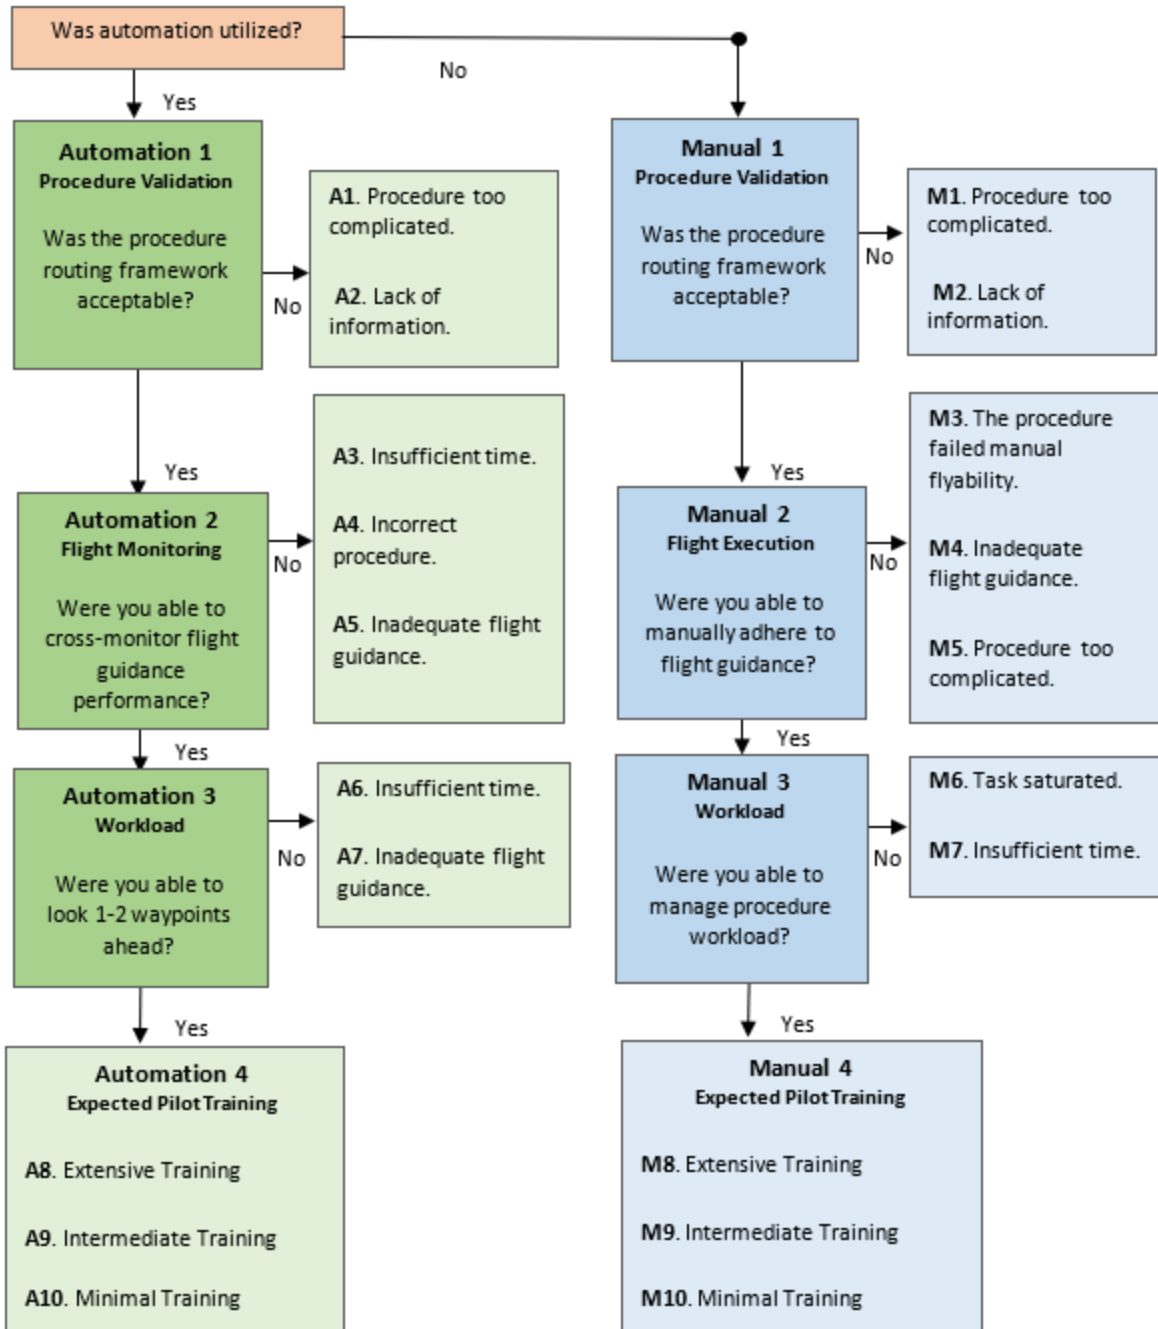 Was automation utilized?
No
Yes
Automation 1
Procedure Validation
Was the procedure
routing framework
acceptable?
No
A1. Procedure too
complicated.
A2. Lack of
information.
Yes
Automation 2
Flight Monitoring
Were you able to
cross-monitor flight
guidance
performance?
No
A3. Insufficient time.
A4. Incorrect
procedure.
A5. Inadequate flight
guidance.
Yes
Automation 3
Workload
Were you able to
look 1-2 waypoints
ahead?
No
A6. Insufficient time.
A7. Inadequate flight
guidance.
Yes
Automation 4
Expected Pilot Training
A8. Extensive Training
A9. Intermediate Training
A10. Minimal Training
Manual 1
Procedure Validation
Was the procedure
routing framework
acceptable?
No
M1. Procedure too
complicated.
M2. Lack of
information.
Yes
Manual 2
Flight Execution
Were you able to
manually adhere to
flight guidance?
No
M3. The procedure
failed manual
flyability.
M4. Inadequate
flight guidance.
M5. Procedure too
complicated.
Yes
Manual 3
Workload
Were you able to
manage procedure
workload?
No
M6. Task saturated.
M7. Insufficient time.
Yes
Manual 4
Expected Pilot Training
M8. Extensive Training
M9. Intermediate Training
M10. Minimal Training